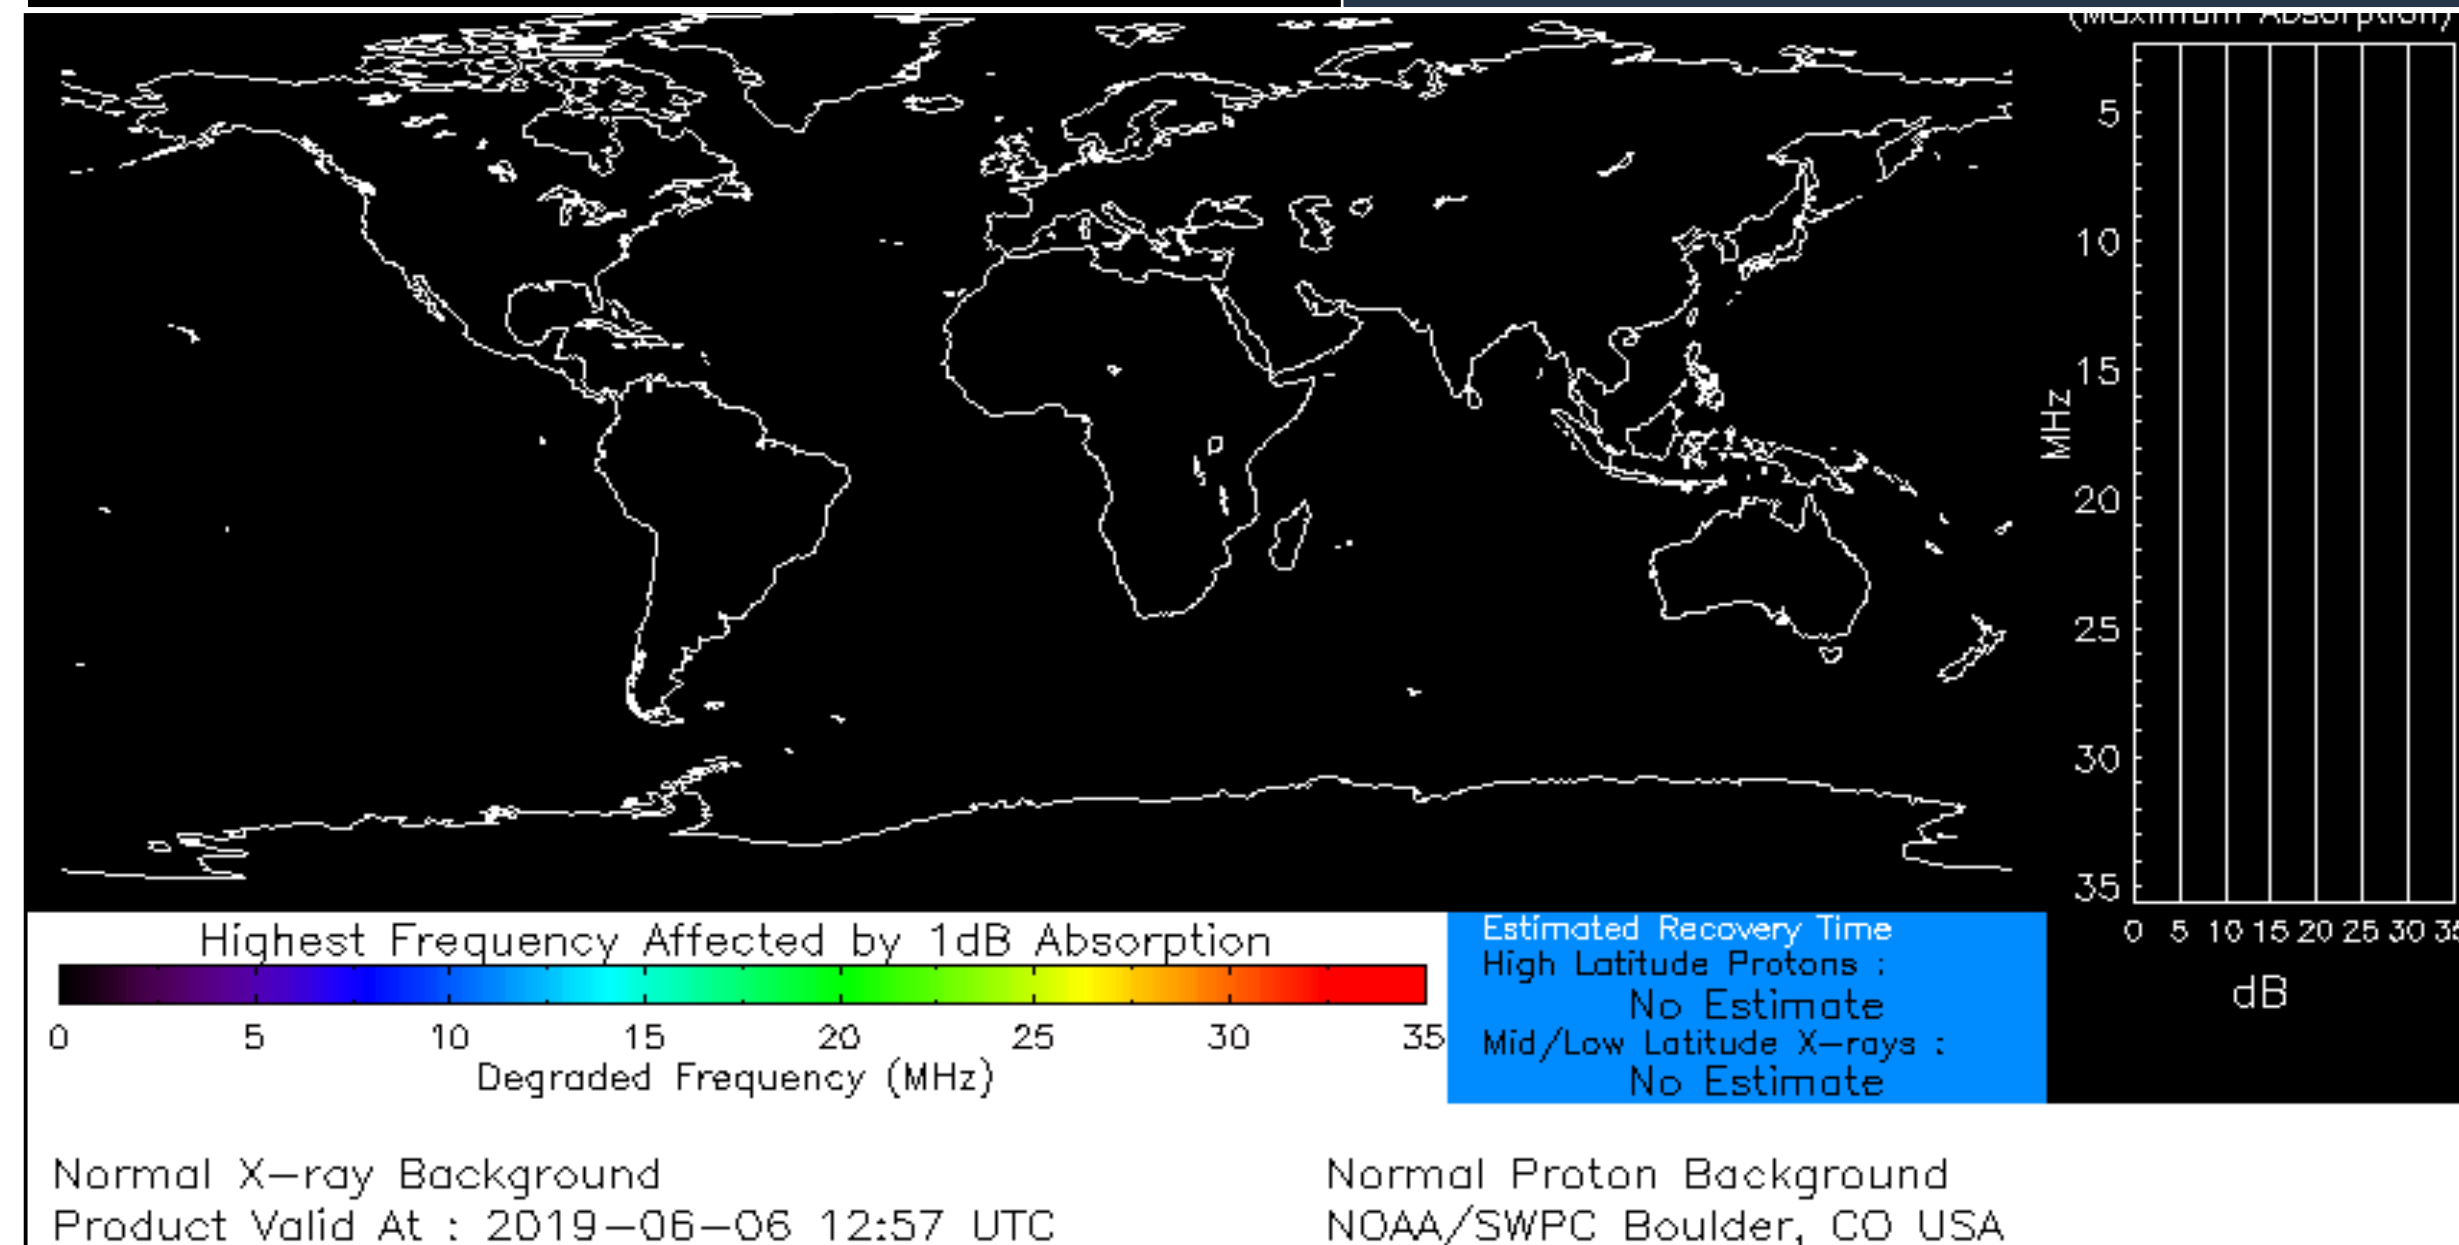 (Maximum Absorption)
5
10
15
20
25
30
35
MHz
0 5 10 15 20 25 30 35
dB
Highest Frequency Affected by 1dB Absorption
0 5 10 15 20 25 30 35
Degraded Frequency (MHz)
Estimated Recovery Time
High Latitude Protons :
No Estimate
Mid/Low Latitude X-rays :
No Estimate
Normal X-ray Background
Product Valid At : 2019-06-06 12:57 UTC
Normal Proton Background
NOAA/SWPC Boulder, CO USA